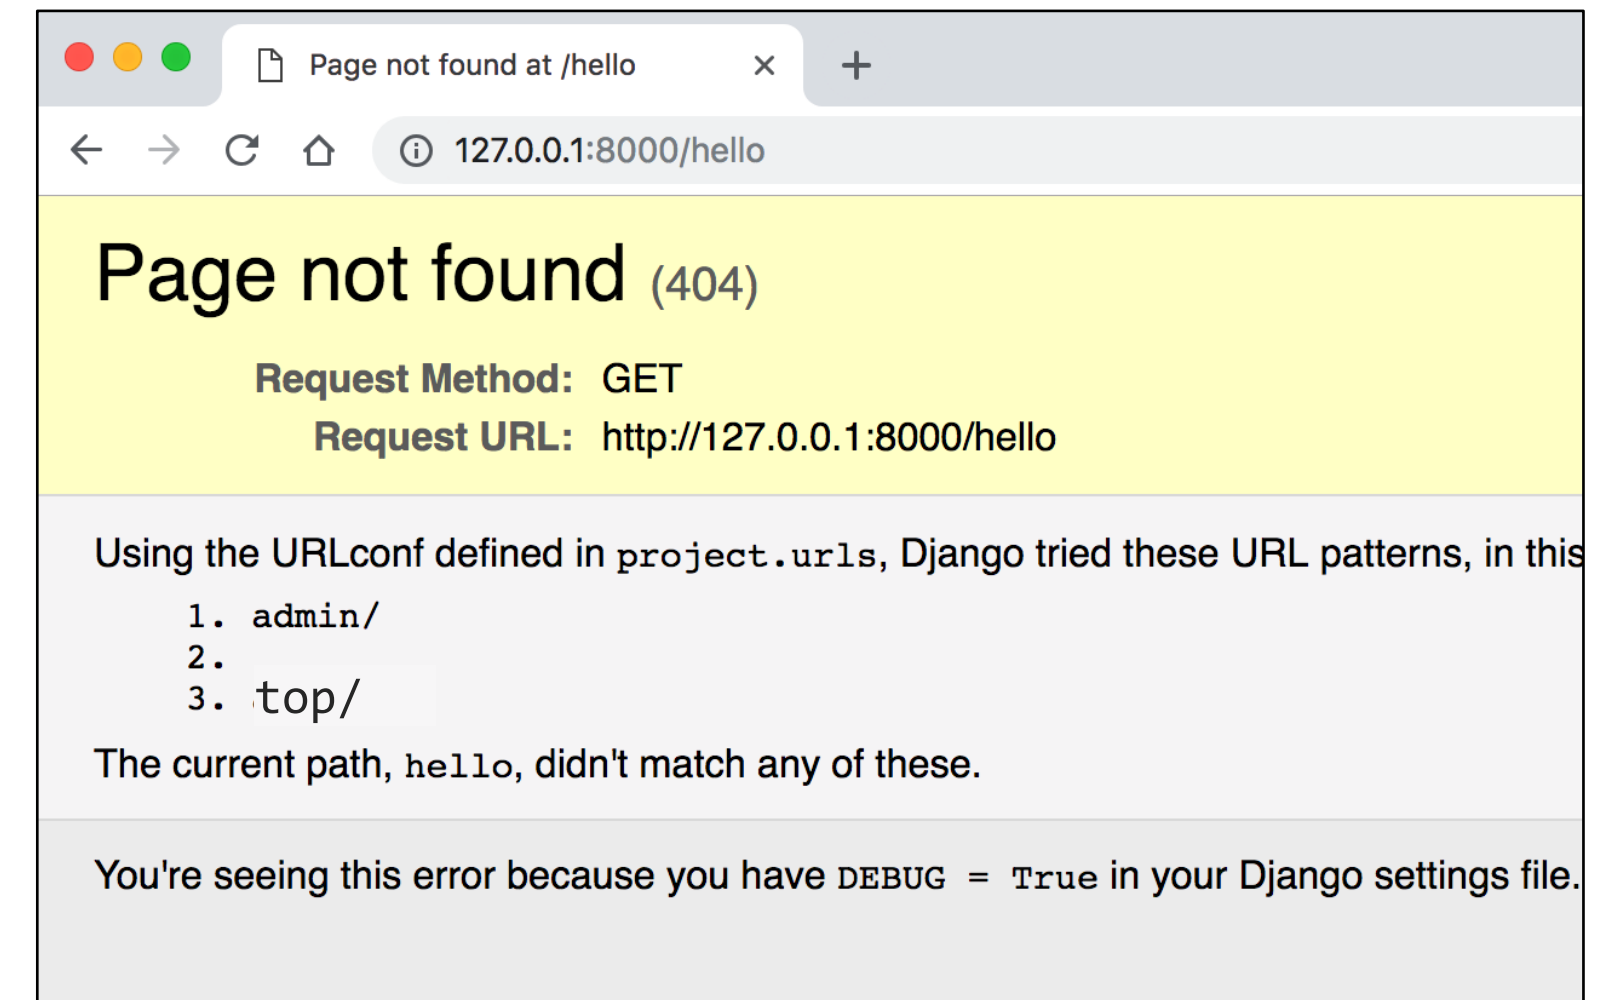 Page not found at /hello
127.0.0.1:8000/hello
Page not found (404)
Request Method: GET
Request URL: http://127.0.0.1:8000/hello
Using the URLconf defined in project.urls, Django tried these URL patterns, in this
1. admin/
2.
3. top/
The current path, hello, didn't match any of these.
You're seeing this error because you have DEBUG = True in your Django settings file.